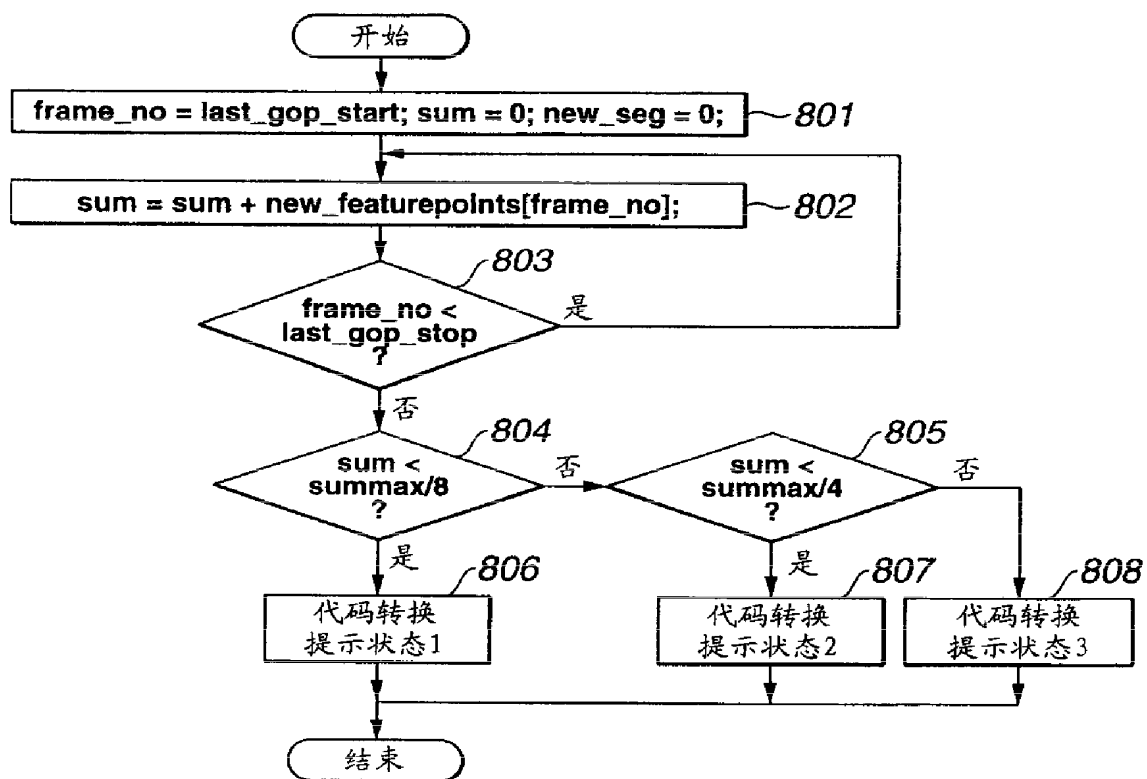 开始
frame_no = last_gop_start; sum = 0; new_seg = 0;
801
sum = sum + new_featurepoints[frame_no];
802
803
frame_no <
last_gop_stop
?
是
否
804
sum <
summax/8
?
否
805
sum <
summax/4
?
否
是
806
代码转换
提示状态1
是
807
代码转换
提示状态2
808
代码转换
提示状态3
结束